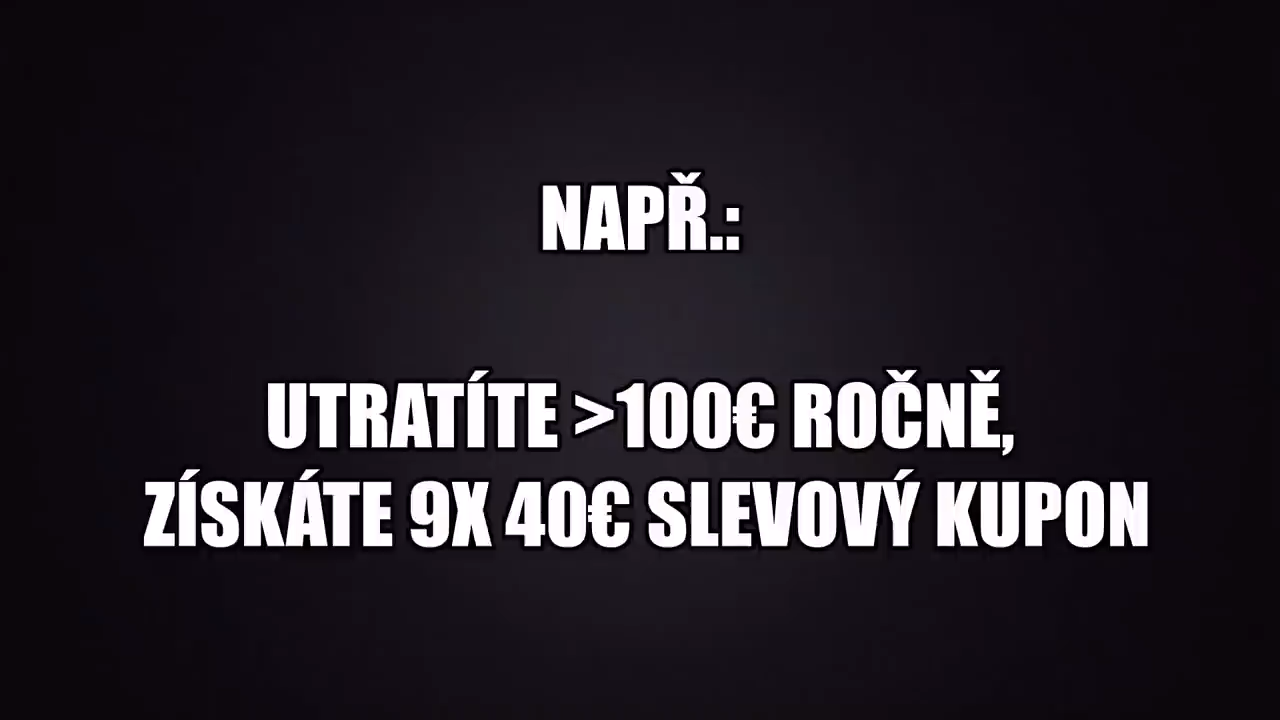 NAPŘ.:
UTRATÍTE >100€ ROČNĚ,
ZÍSKÁTE 9X 40€ SLEVOVÝ KUPON